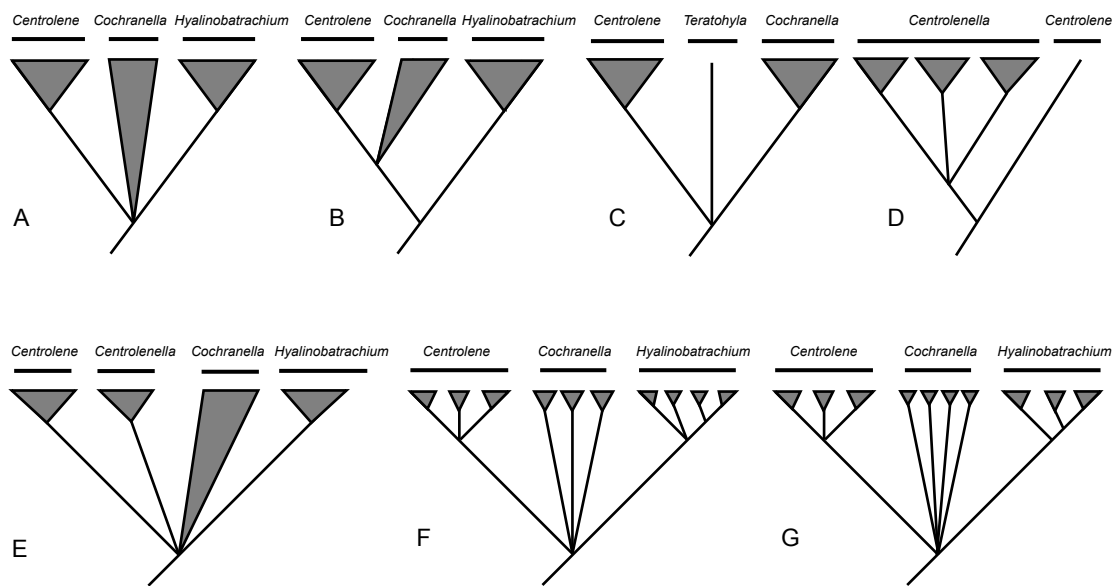 Centrolene Cochranella Hyalinobatrachium Centrolene Cochranella Hyalinobatrachium Centrolene Teratohyla Cochranella Centrolenella Centrolene
A B C D
Centrolene Centrolenella Cochranella Hyalinobatrachium Centrolene Cochranella Hyalinobatrachium Centrolene Cochranella Hyalinobatrachium
E F G